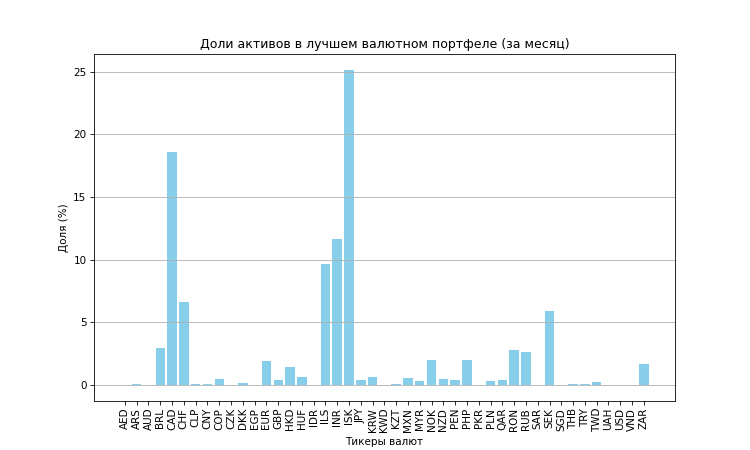 Доли активов в лучшем валютном портфеле (за месяц)
Доля (%)
25
20
15
10
5
0
AED
ARS
AUD
BRL
CAD
CHF
CLP
CNY
COP
CZK
DKK
EGP
EUR
GBP
HKD
HUF
IDR
ILS
INR
ISK
JPY
KRW
KWD
KZT
MXN
MYR
NOK
NZD
PEN
PHP
PKR
PLN
QAR
RON
RUB
SAR
SEK
SGD
THB
TRY
TWD
UAH
USD
VND
ZAR
Тикеры валют